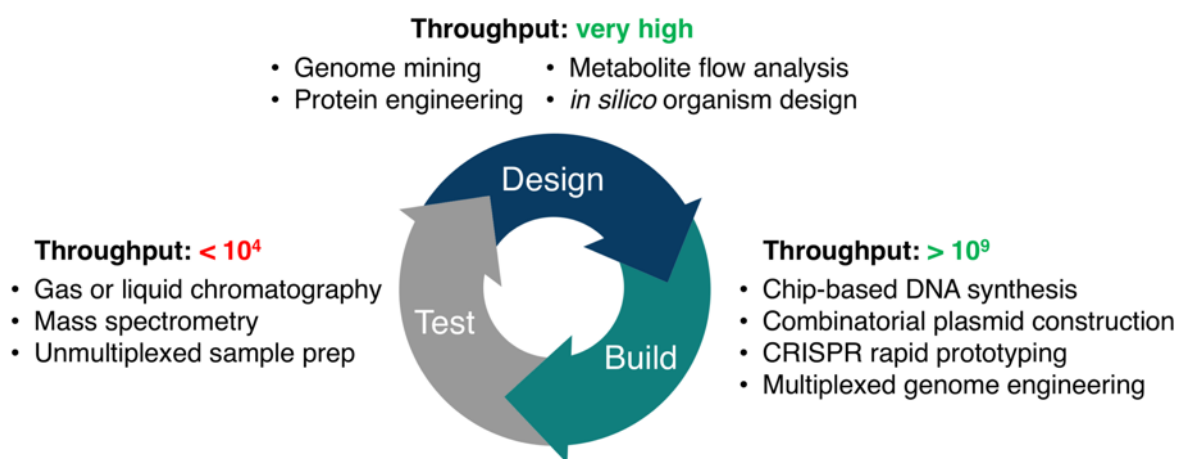 Throughput: very high
• Genome mining
• Protein engineering
• Metabolite flow analysis
• in silico organism design
Design
Throughput: < 10⁴
• Gas or liquid chromatography
• Mass spectrometry
• Unmultiplexed sample prep
Test
Build
Throughput: > 10⁹
• Chip-based DNA synthesis
• Combinatorial plasmid construction
• CRISPR rapid prototyping
• Multiplexed genome engineering